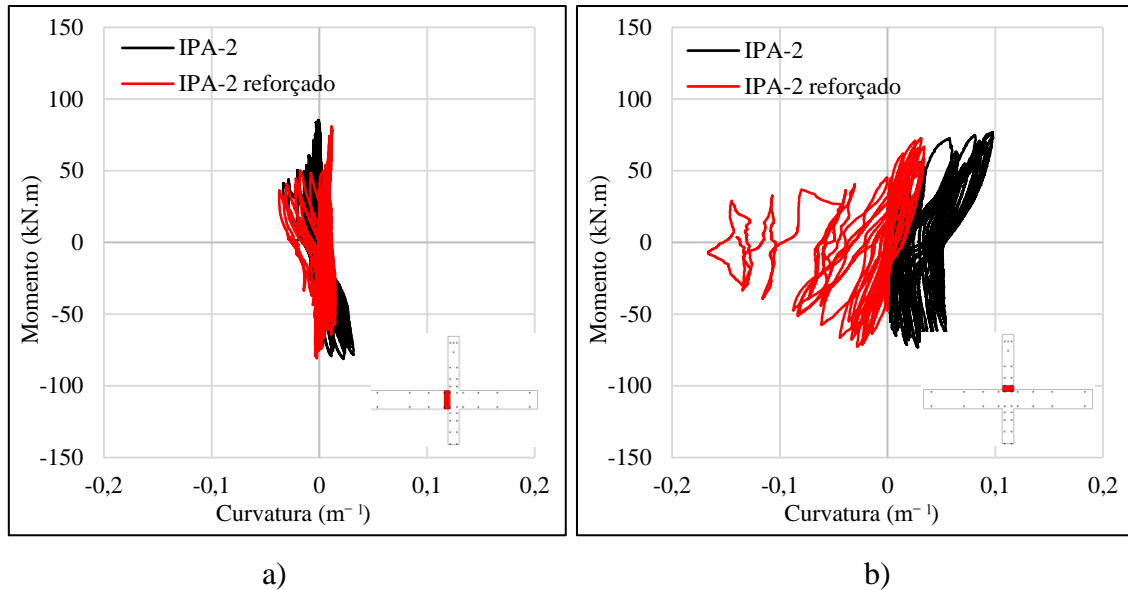 150
100
50
0
-50
-100
-150
Momento (kN.m)
-0,2
-0,1
0
0,1
0,2
Curvatura (m⁻¹)
IPA-2
IPA-2 reforçado
a)
150
100
50
0
-50
-100
-150
Momento (kN.m)
-0,2
-0,1
0
0,1
0,2
Curvatura (m⁻¹)
IPA-2
IPA-2 reforçado
b)